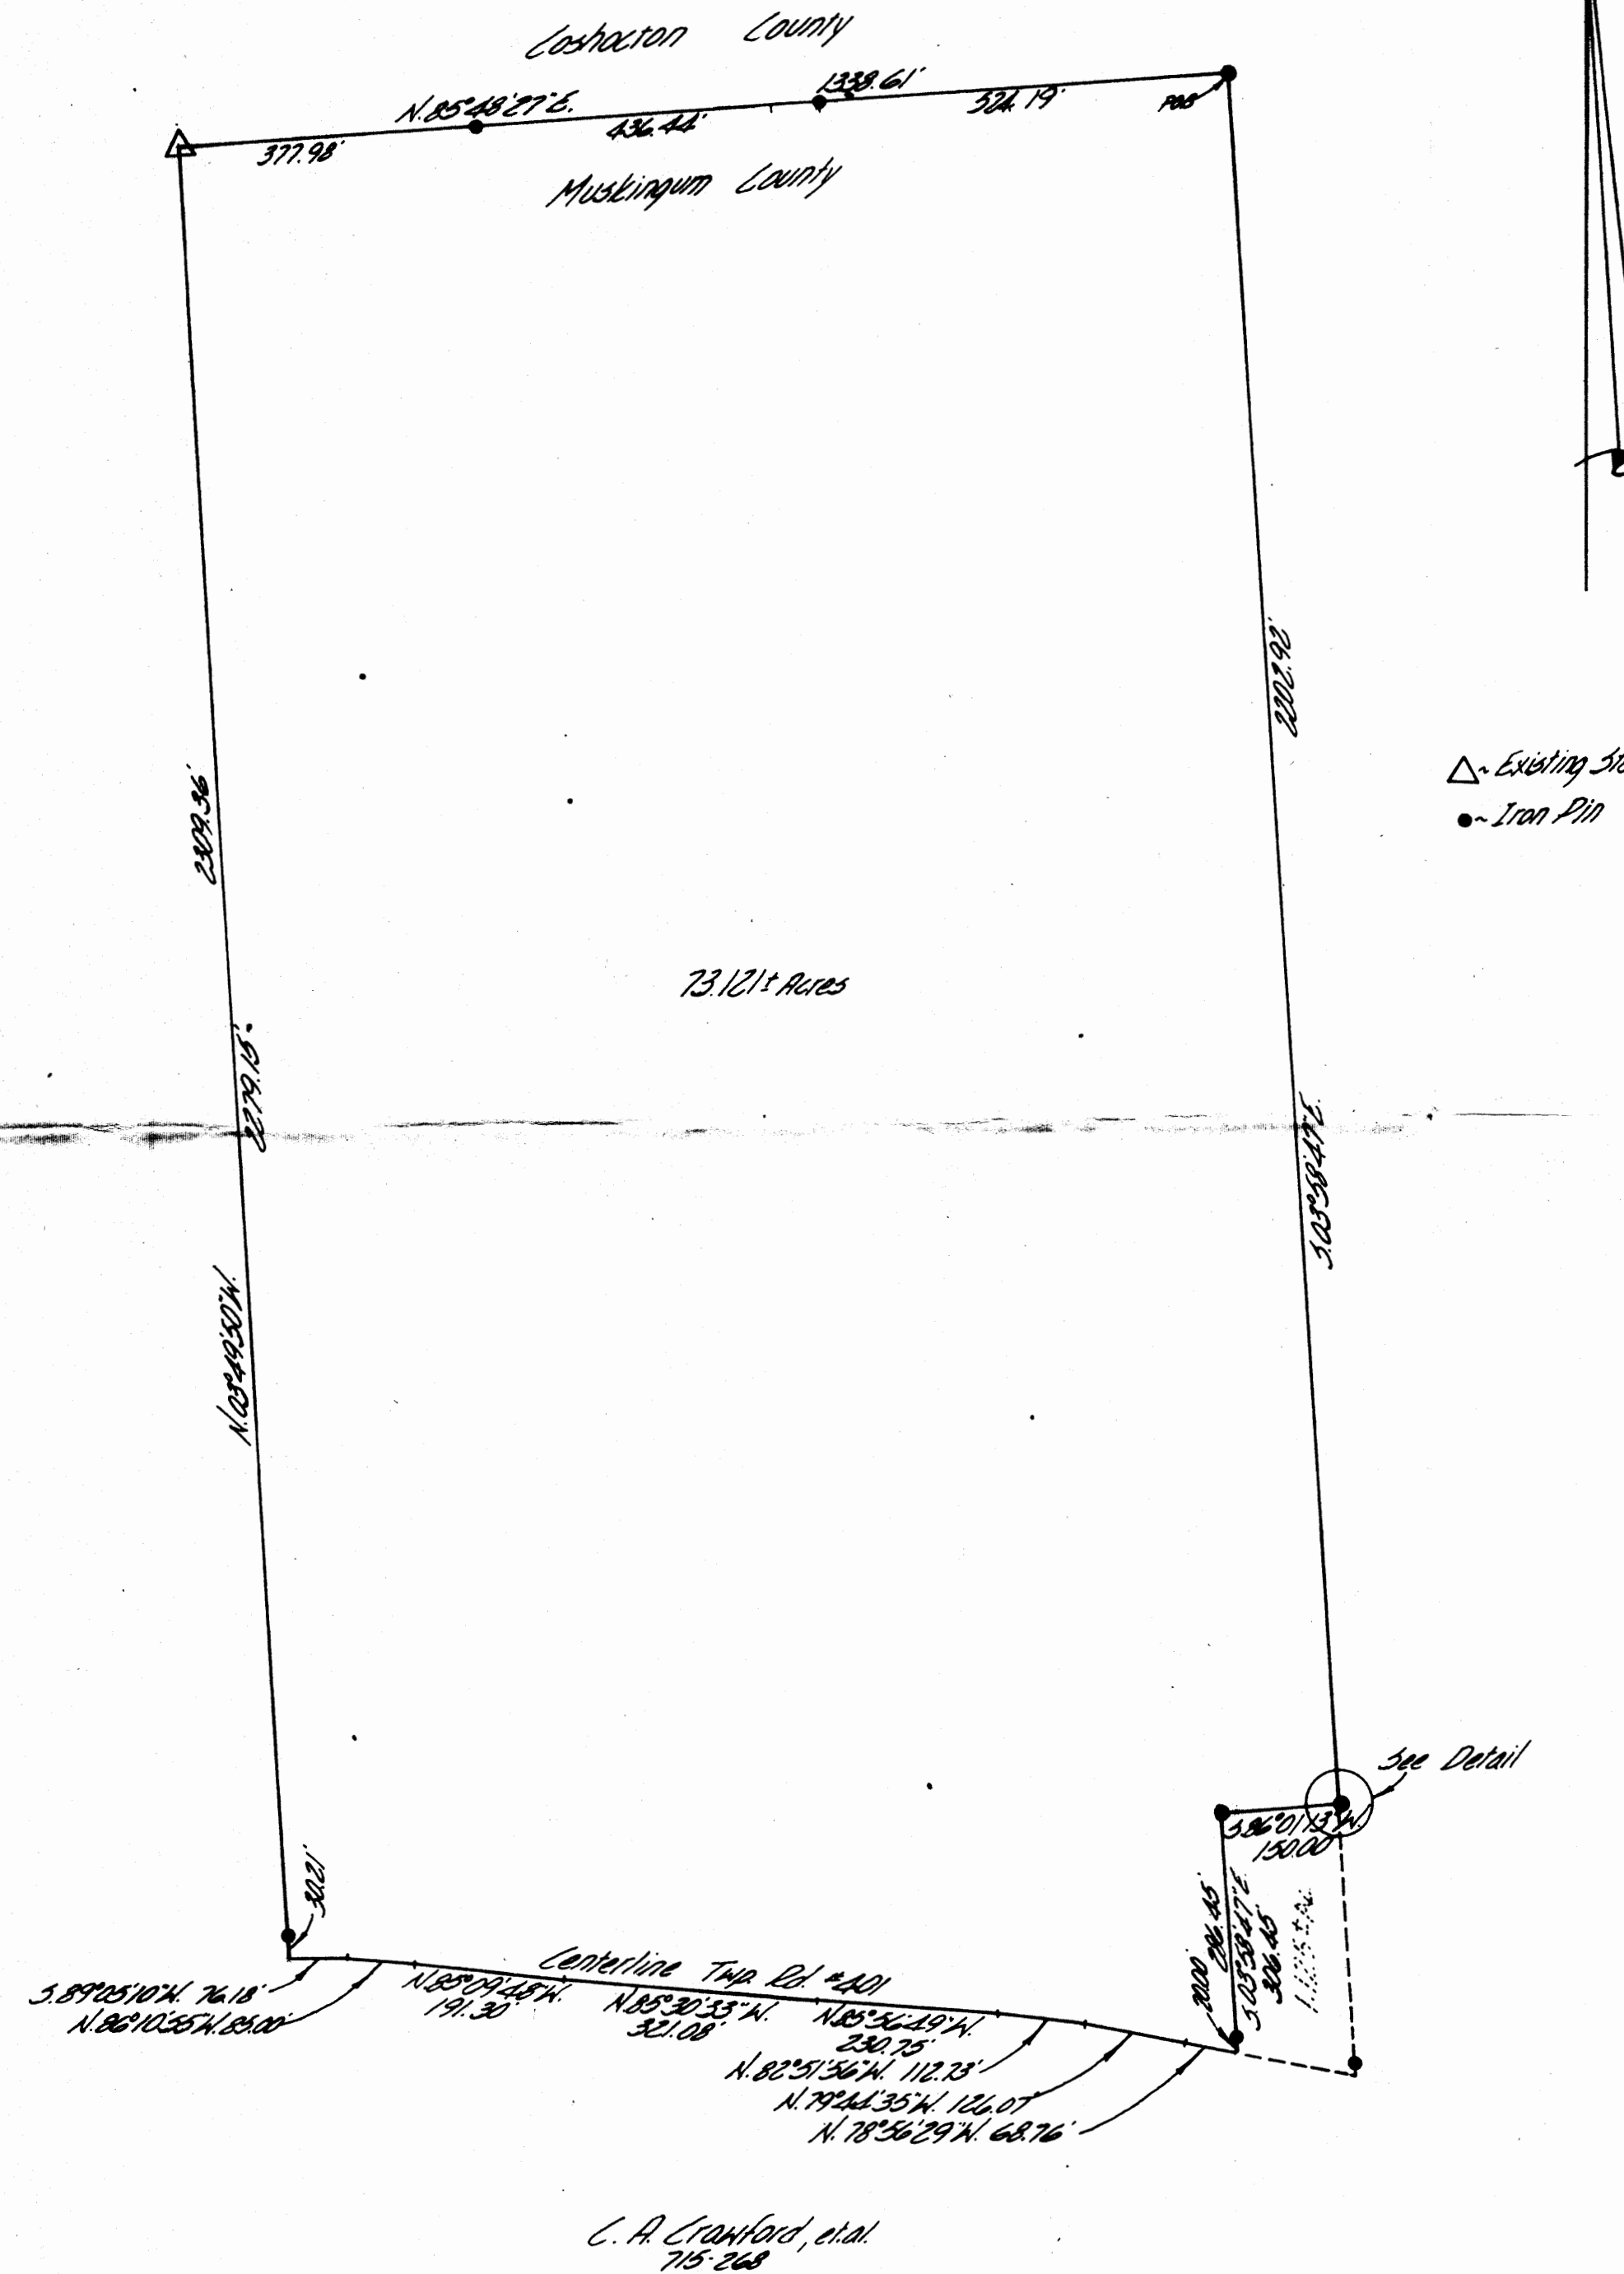 Coshocton County
N.85°48'27"E.
1338.61'
377.98'
436.44'
524.19'
POB
Muskingum County
2202.92'
△~ Existing
●~ Iron Pin
2309.36'
73.121± Acres
2279.15'
S.03°58'47"E.
N.03°49'50"W.
See Detail
S.86°01'13"W.
150.00'
30.21'
286.45'
20.00'
S.03°58'47"E.
306.45'
Centerline Twp. Rd. #401
S.89°05'10"W. 76.18'
N.86°10'55"W. 85.00'
N.85°09'48"W.
191.30'
N.85°30'33"W.
321.08'
N.85°56'49"W.
230.75'
N.82°51'56"W. 112.73'
N.79°44'35"W. 126.07'
N.78°56'29"W. 68.76'
C. A. Crawford, et.al.
715-268